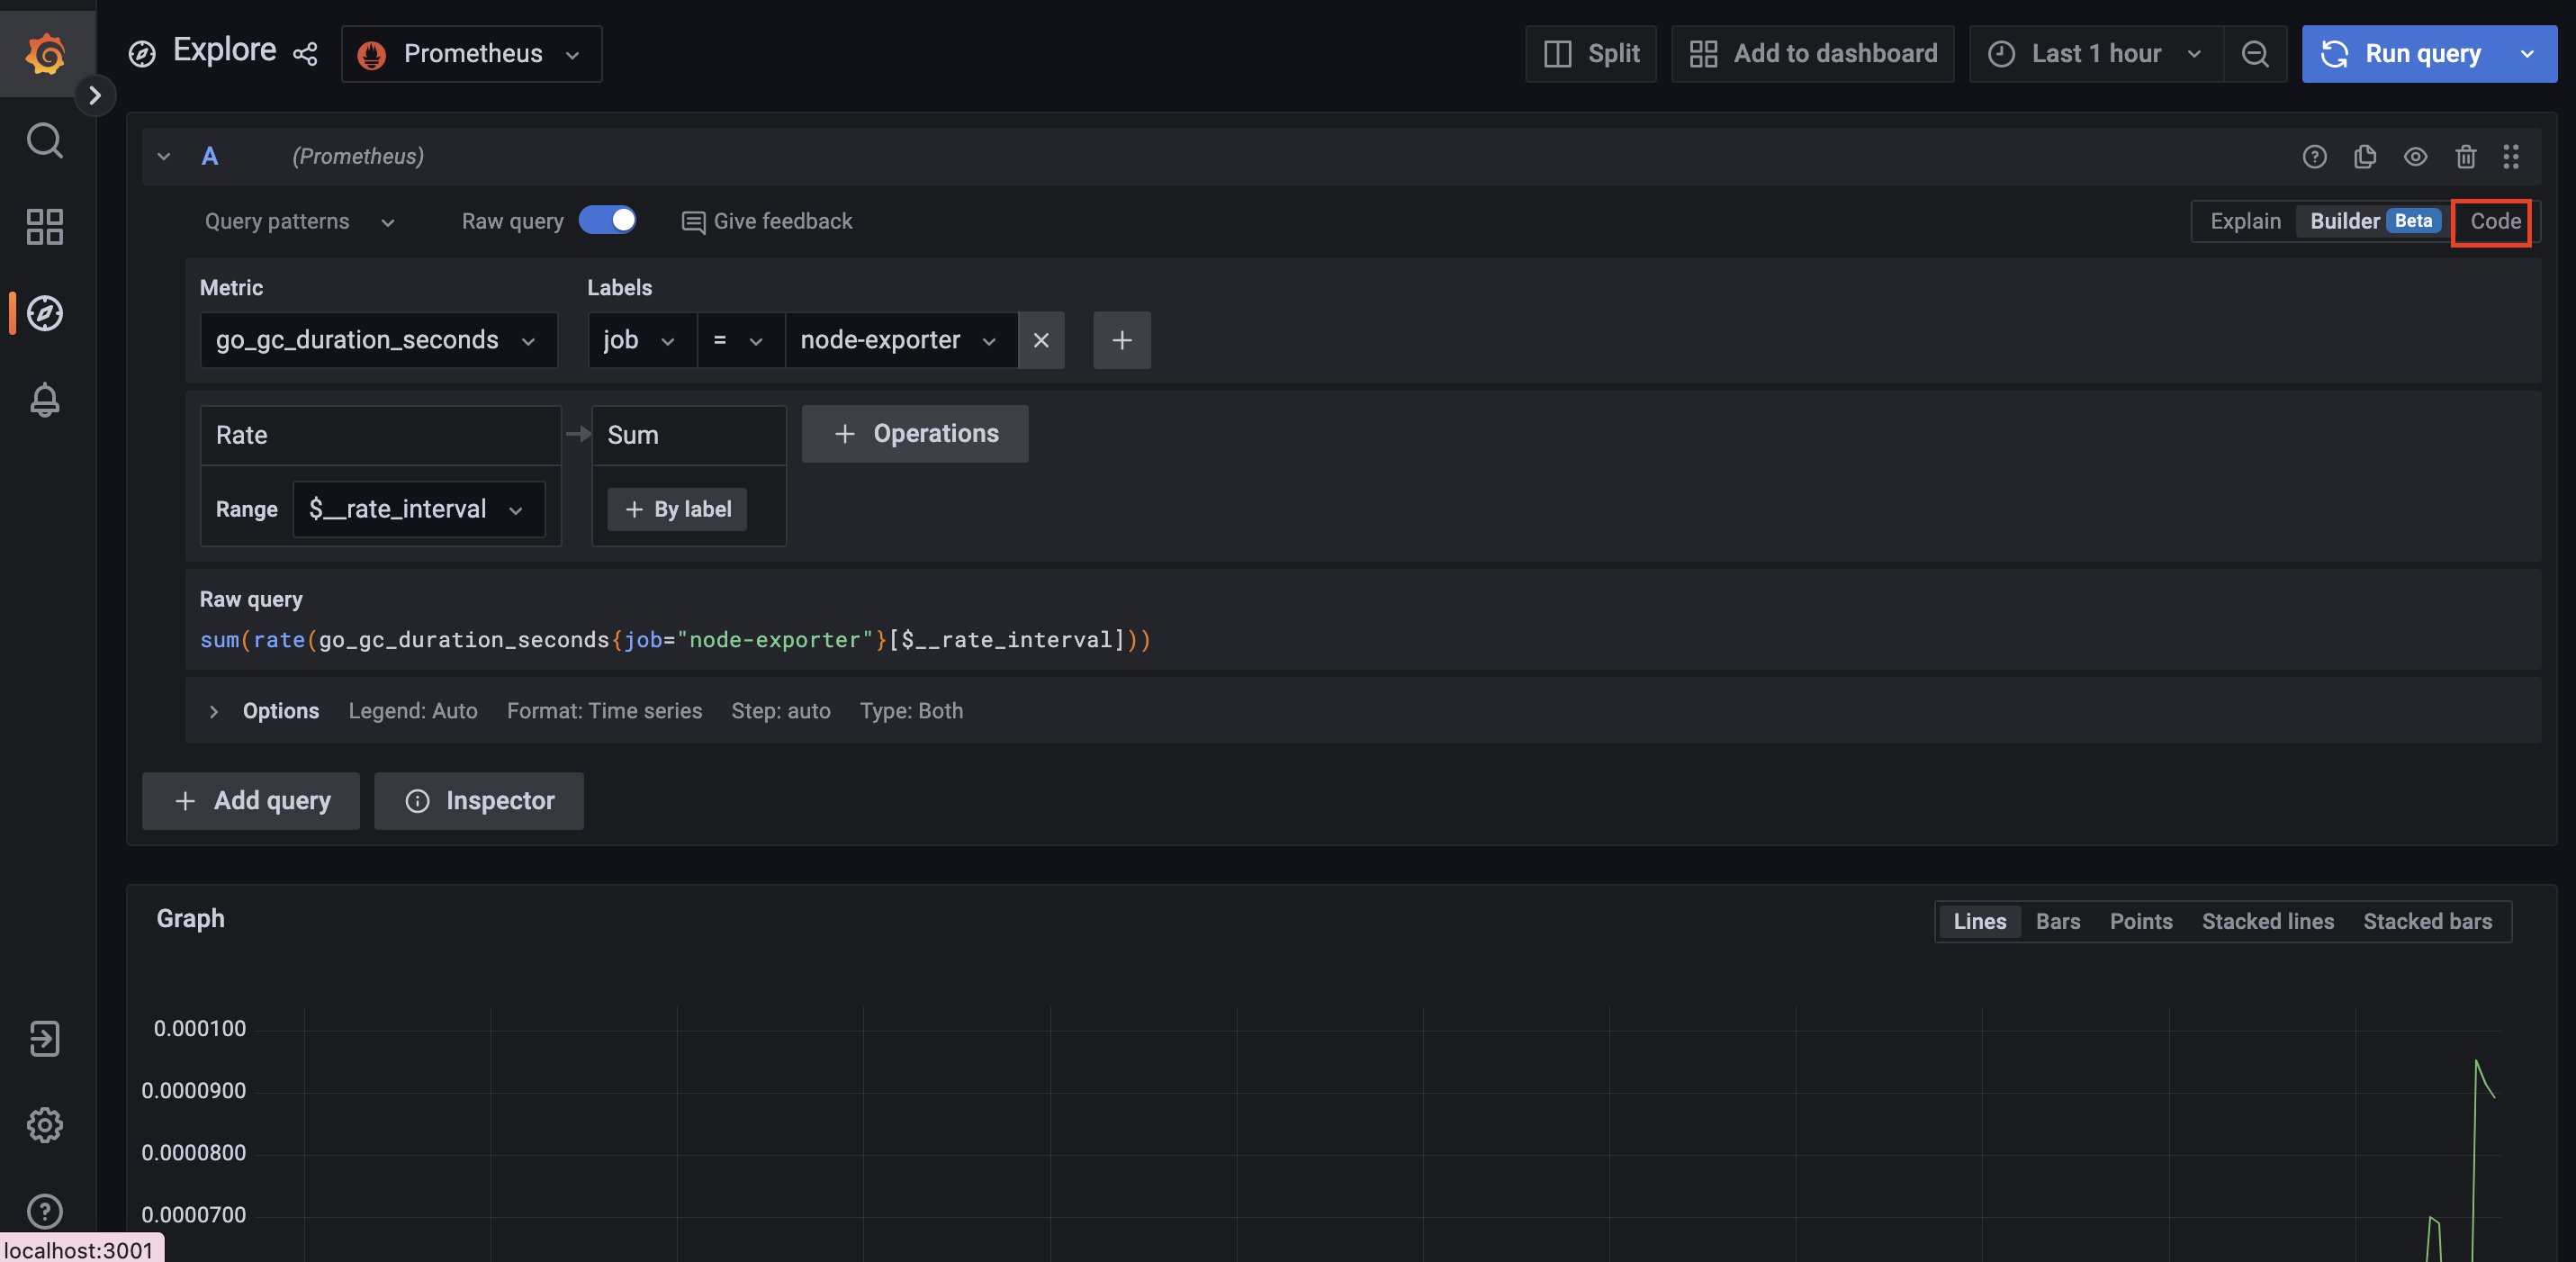 Explore Prometheus Split Add to dashboard Last 1 hour Run query
A (Prometheus)
Query patterns Raw query Give feedback Explain Builder Beta Code
Metric Labels
go_gc_duration_seconds job = node-exporter
Rate Sum Operations
Range $__rate_interval By label
Raw query
sum(rate(go_gc_duration_seconds{job="node-exporter"}[$__rate_interval]))
Options Legend: Auto Format: Time series Step: auto Type: Both
Add query Inspector
Graph Lines Bars Points Stacked lines Stacked bars
0.000100
0.0000900
0.0000800
0.0000700
localhost:3001